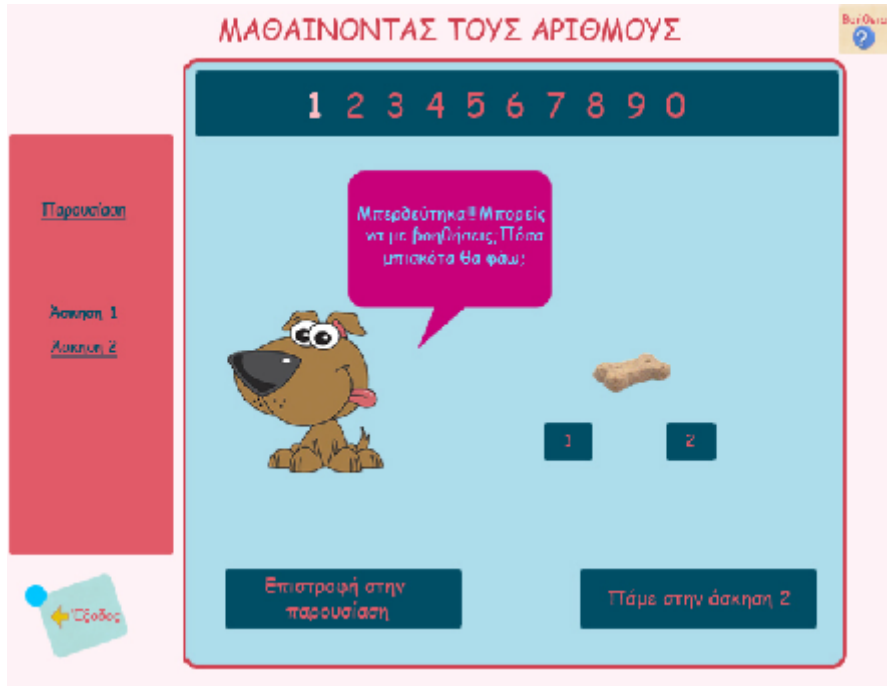 ΜΑΘΑΙΝΟΝΤΑΣ ΤΟΥΣ ΑΡΙΘΜΟΥΣ
Βοήθεια
?
1 2 3 4 5 6 7 8 9 0
Παρουσίαση
Άσκηση 1
Άσκηση 2
Μπερδεύτηκα!!! Μπορείς
να με βοηθήσεις; Πόσα
μπισκότα θα φάω;
1 2
Επιστροφή στην
παρουσίαση
Πάμε στην άσκηση 2
Έξοδος